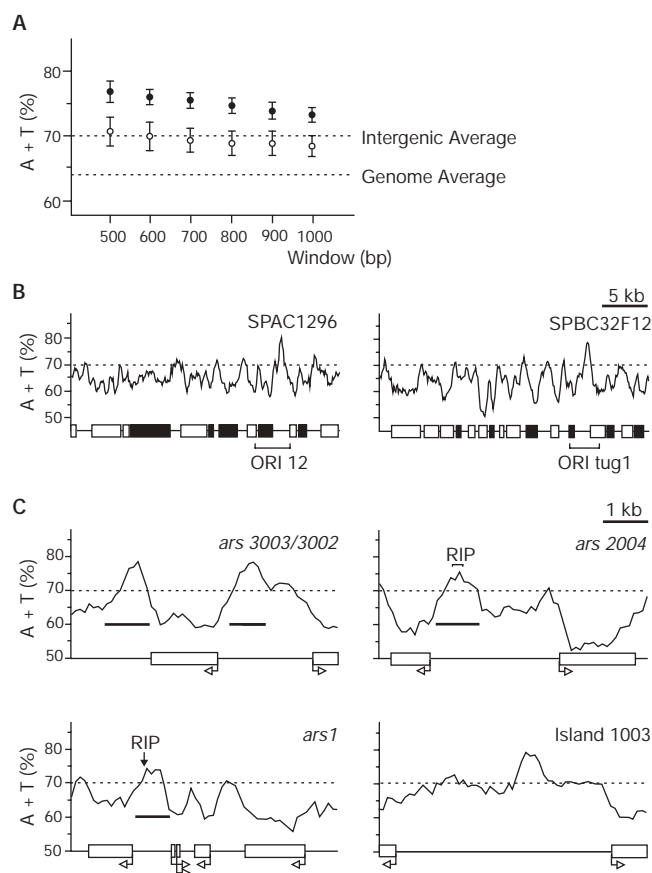 A
A + T (%)
80
70
60
Intergenic Average
Genome Average
500 600 700 800 900 1000
Window (bp)
B
5 kb
A + T (%)
80
70
60
50
SPAC1296
SPBC32F12
ORI 12
ORI tug1
C
1 kb
A + T (%)
80
70
60
50
ars 3003/3002
RIP
ars 2004
A + T (%)
80
70
60
50
RIP
ars1
Island 1003